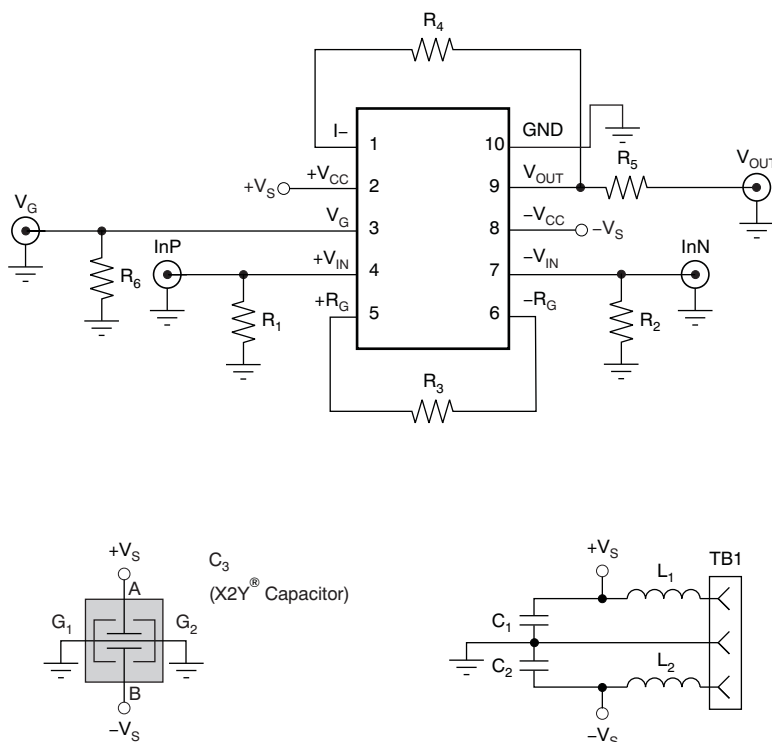 R4
I–
1
10
GND
+VS
+VCC
2
9
VOUT
R5
VOUT
VG
VG
3
8
–VCC
–VS
R6
InP
+VIN
4
7
–VIN
InN
R1
+RG
5
6
–RG
R2
R3
+VS
A
C3
(X2Y® Capacitor)
G1
G2
B
–VS
+VS
L1
TB1
C1
C2
L2
–VS